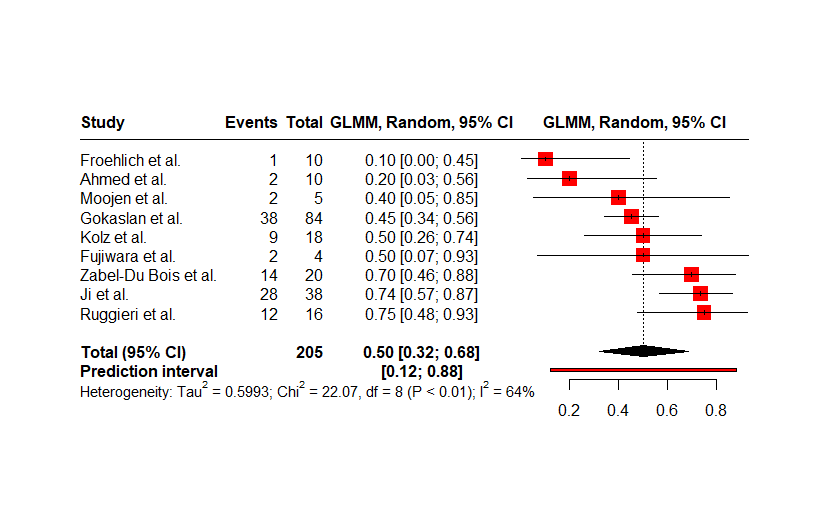 Study Events Total GLMM, Random, 95% CI GLMM, Random, 95% CI
Froehlich et al. 1 10 0.10 [0.00; 0.45]
Ahmed et al. 2 10 0.20 [0.03; 0.56]
Moojen et al. 2 5 0.40 [0.05; 0.85]
Gokaslan et al. 38 84 0.45 [0.34; 0.56]
Kolz et al. 9 18 0.50 [0.26; 0.74]
Fujiwara et al. 2 4 0.50 [0.07; 0.93]
Zabel-Du Bois et al. 14 20 0.70 [0.46; 0.88]
Ji et al. 28 38 0.74 [0.57; 0.87]
Ruggieri et al. 12 16 0.75 [0.48; 0.93]
Total (95% CI) 205 0.50 [0.32; 0.68]
Prediction interval [0.12; 0.88]
Heterogeneity: Tau² = 0.5993; Chi² = 22.07, df = 8 (P < 0.01); I² = 64%
0.2 0.4 0.6 0.8